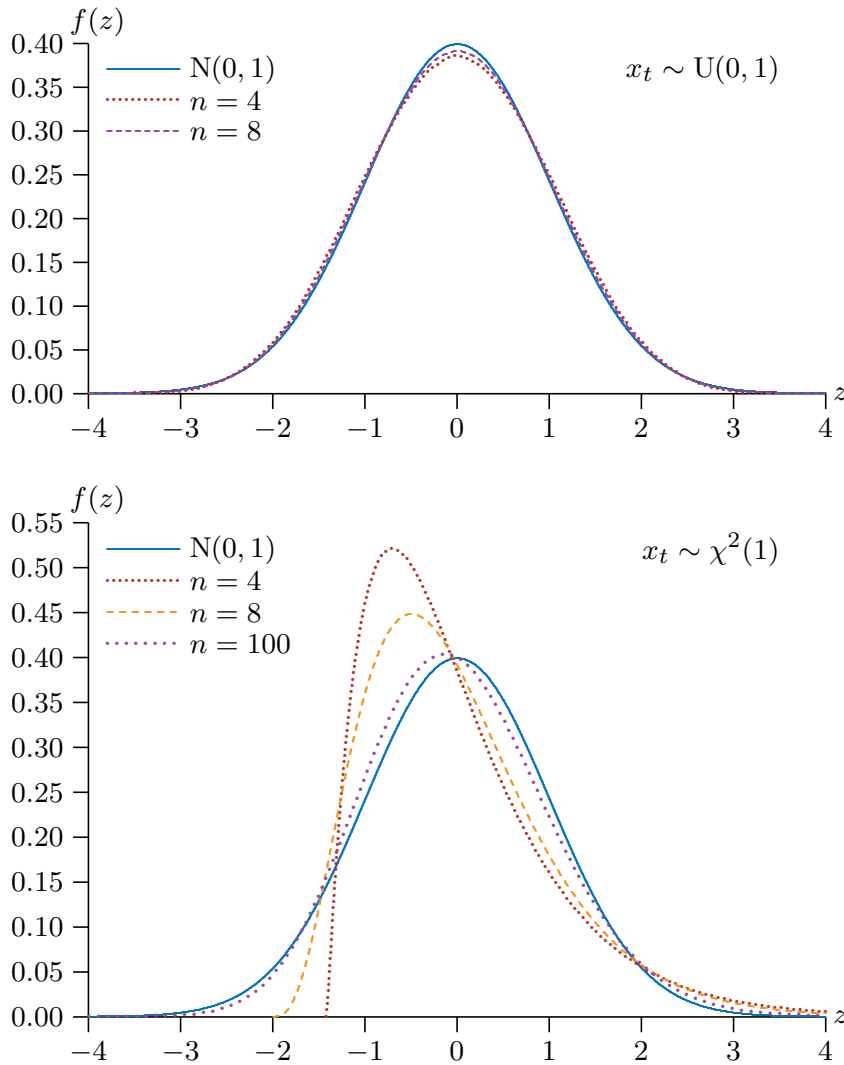 f(z)
0.40
0.35
0.30
0.25
0.20
0.15
0.10
0.05
0.00
N(0, 1)
n = 4
n = 8
x_t ∼ U(0, 1)
−4 −3 −2 −1 0 1 2 3 4 z
f(z)
0.55
0.50
0.45
0.40
0.35
0.30
0.25
0.20
0.15
0.10
0.05
0.00
N(0, 1)
n = 4
n = 8
n = 100
x_t ∼ χ²(1)
−4 −3 −2 −1 0 1 2 3 4 z